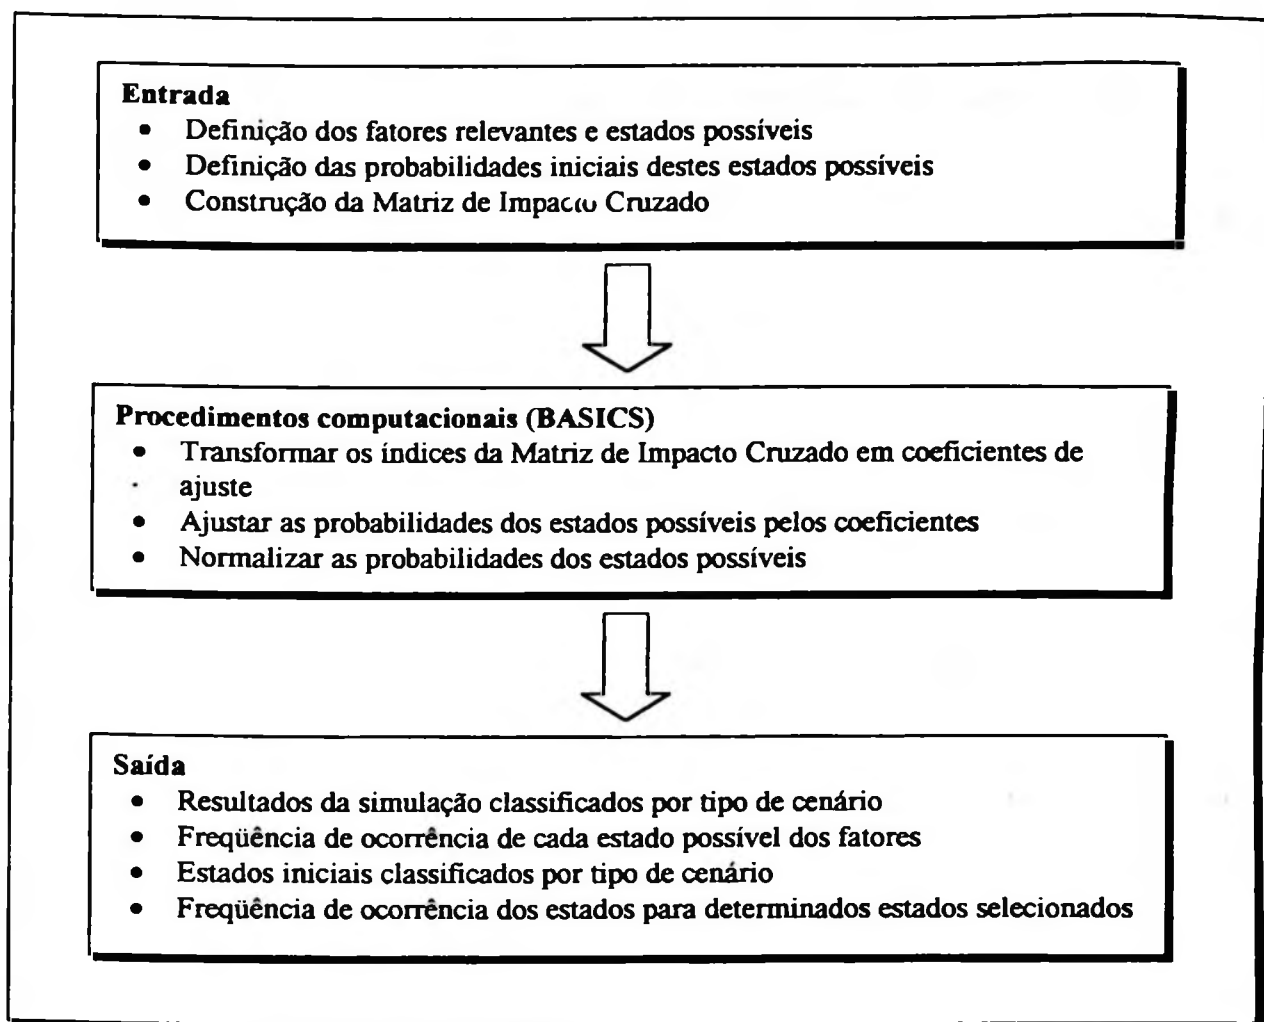 Entrada
• Definição dos fatores relevantes e estados possíveis
• Definição das probabilidades iniciais destes estados possíveis
• Construção da Matriz de Impacto Cruzado
Procedimentos computacionais (BASICS)
• Transformar os índices da Matriz de Impacto Cruzado em coeficientes de
ajuste
• Ajustar as probabilidades dos estados possíveis pelos coeficientes
• Normalizar as probabilidades dos estados possíveis
Saída
• Resultados da simulação classificados por tipo de cenário
• Freqüência de ocorrência de cada estado possível dos fatores
• Estados iniciais classificados por tipo de cenário
• Freqüência de ocorrência dos estados para determinados estados selecionados